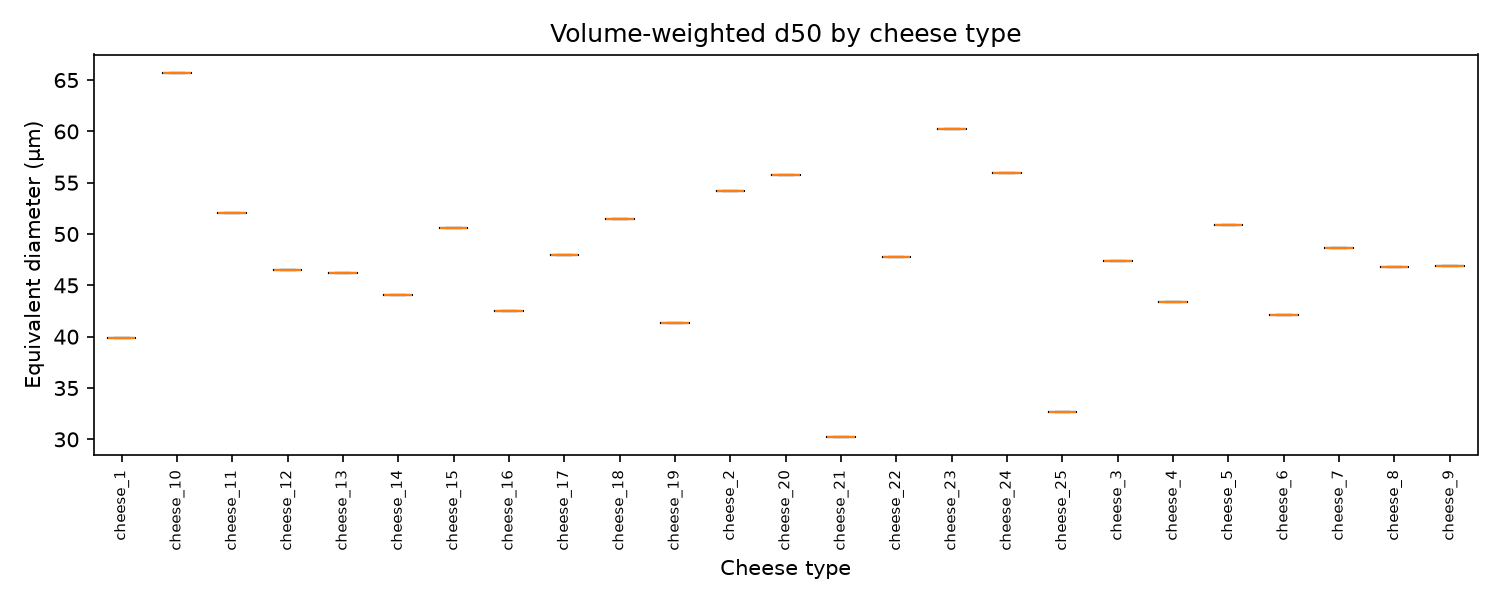 Volume-weighted d50 by cheese type
Equivalent diameter (µm)
65
60
55
50
45
40
35
30
cheese_1
cheese_10
cheese_11
cheese_12
cheese_13
cheese_14
cheese_15
cheese_16
cheese_17
cheese_18
cheese_19
cheese_2
cheese_20
cheese_21
cheese_22
cheese_23
cheese_24
cheese_25
cheese_3
cheese_4
cheese_5
cheese_6
cheese_7
cheese_8
cheese_9
Cheese type